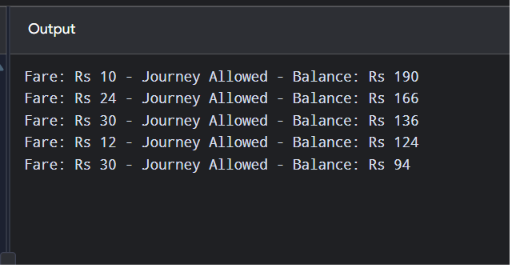 Output
Fare: Rs 10 - Journey Allowed - Balance: Rs 190
Fare: Rs 24 - Journey Allowed - Balance: Rs 166
Fare: Rs 30 - Journey Allowed - Balance: Rs 136
Fare: Rs 12 - Journey Allowed - Balance: Rs 124
Fare: Rs 30 - Journey Allowed - Balance: Rs 94